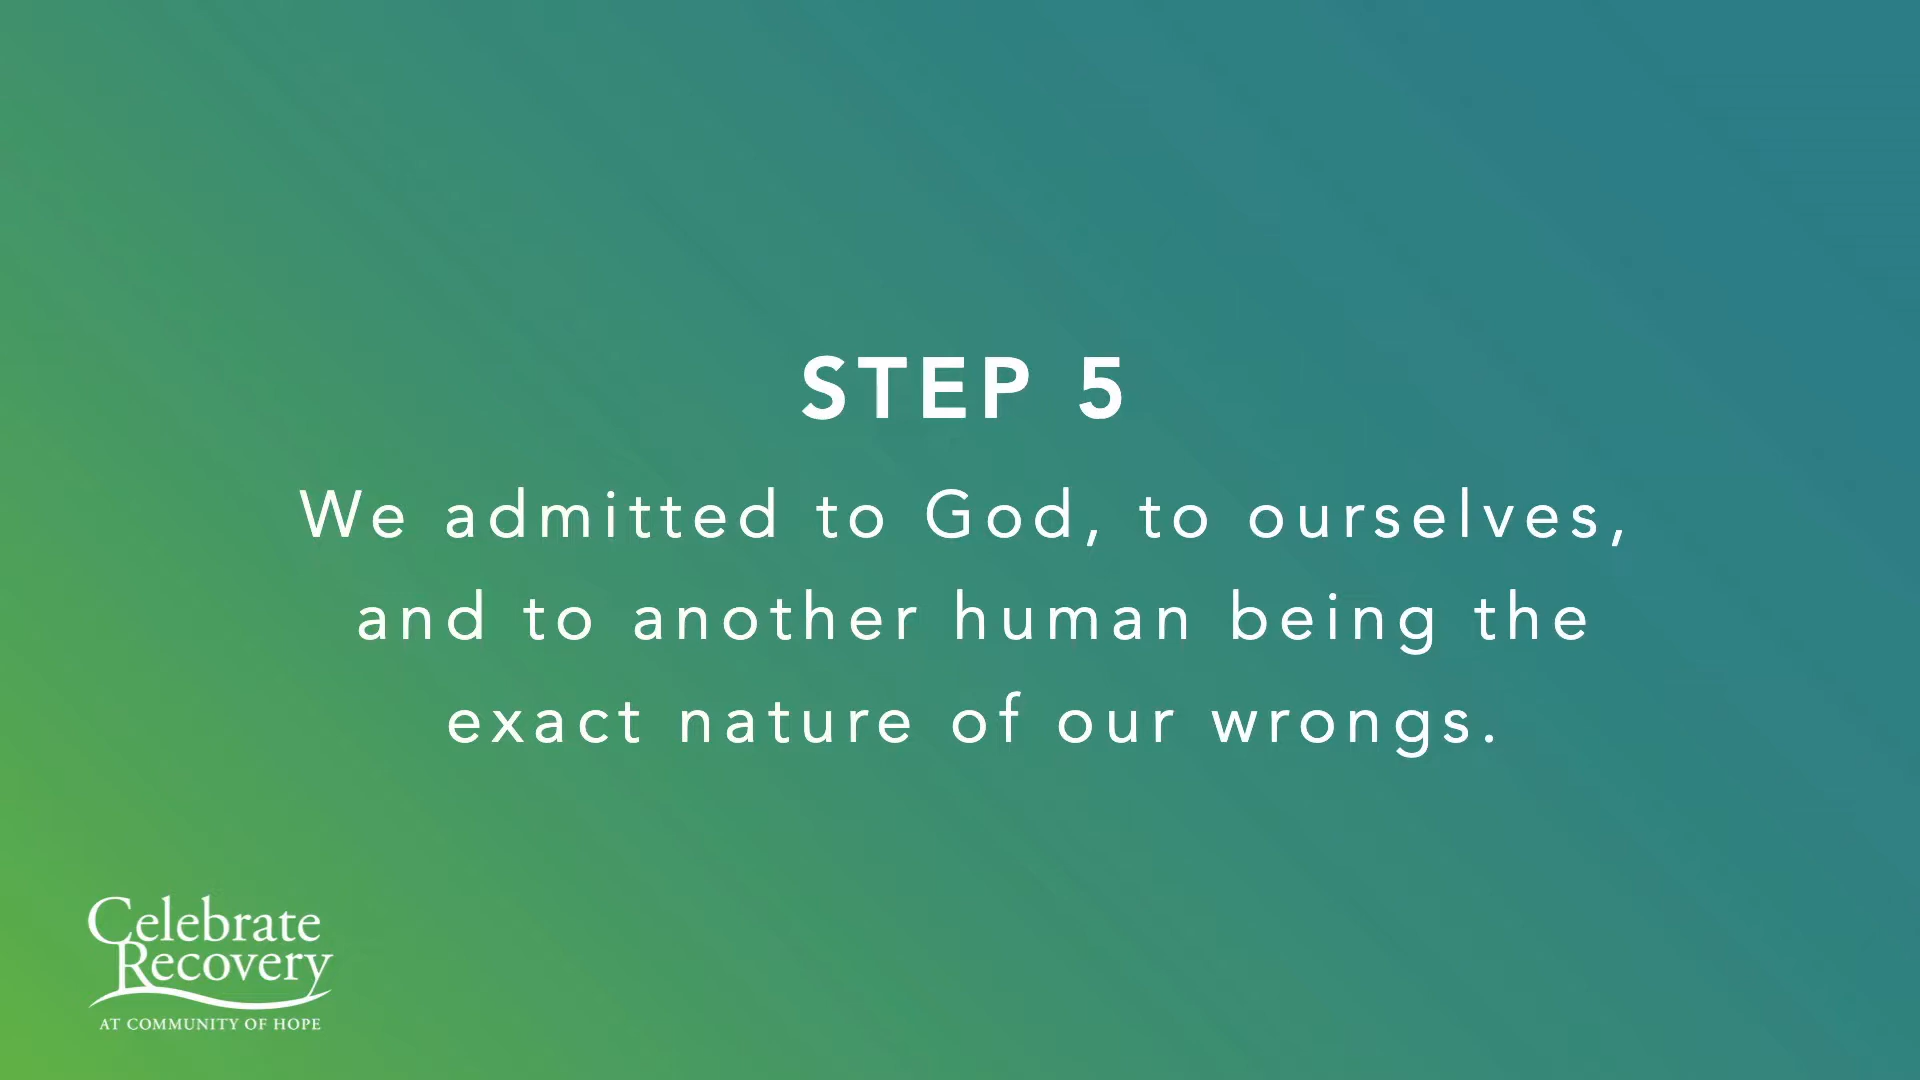 STEP 5
We admitted to God, to ourselves,
and to another human being the
exact nature of our wrongs.
Celebrate
Recovery
AT COMMUNITY OF HOPE